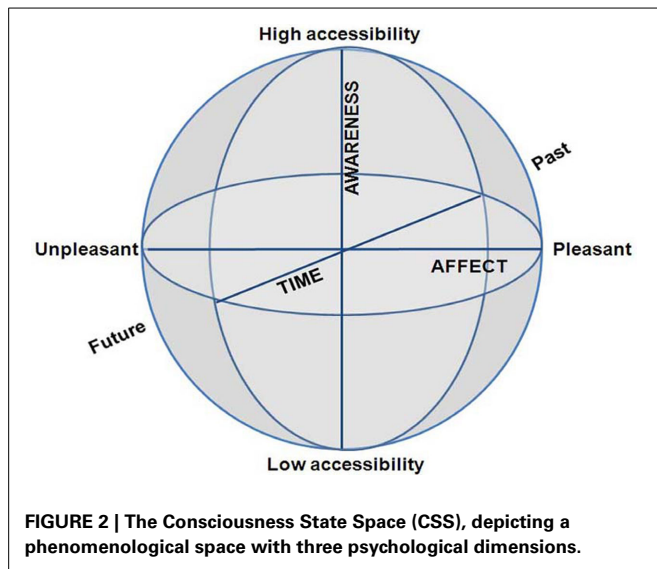 High accessibility
AWARENESS
Past
Unpleasant
Pleasant
AFFECT
TIME
Future
Low accessibility
FIGURE 2 | The Consciousness State Space (CSS), depicting a
phenomenological space with three psychological dimensions.